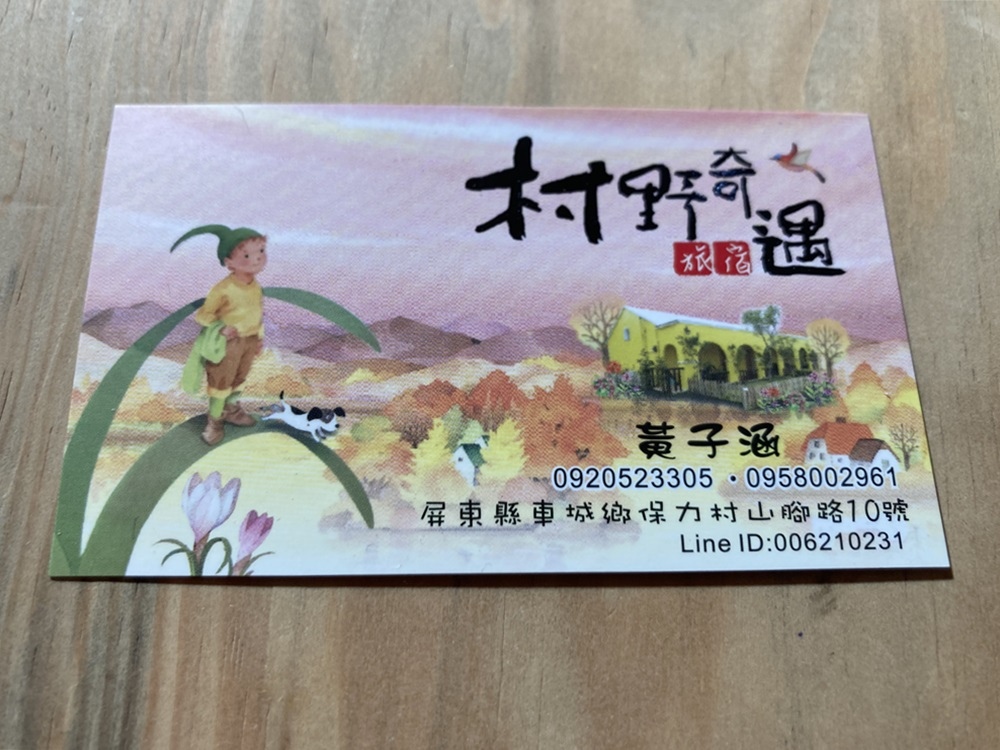 村野奇遇
旅宿
黃子涵
0920523305・0958002961
屏東縣車城鄉保力村山腳路10號
Line ID:006210231